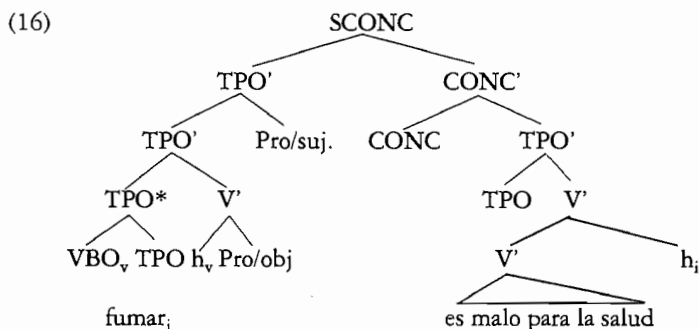 (16) SCONC
TPO’ CONC’
TPO’ Pro/suj. CONC TPO’
TPO* V’ TPO V’
VBOᵥ TPO hᵥ Pro/obj V’ hᵢ
fumarᵢ es malo para la salud